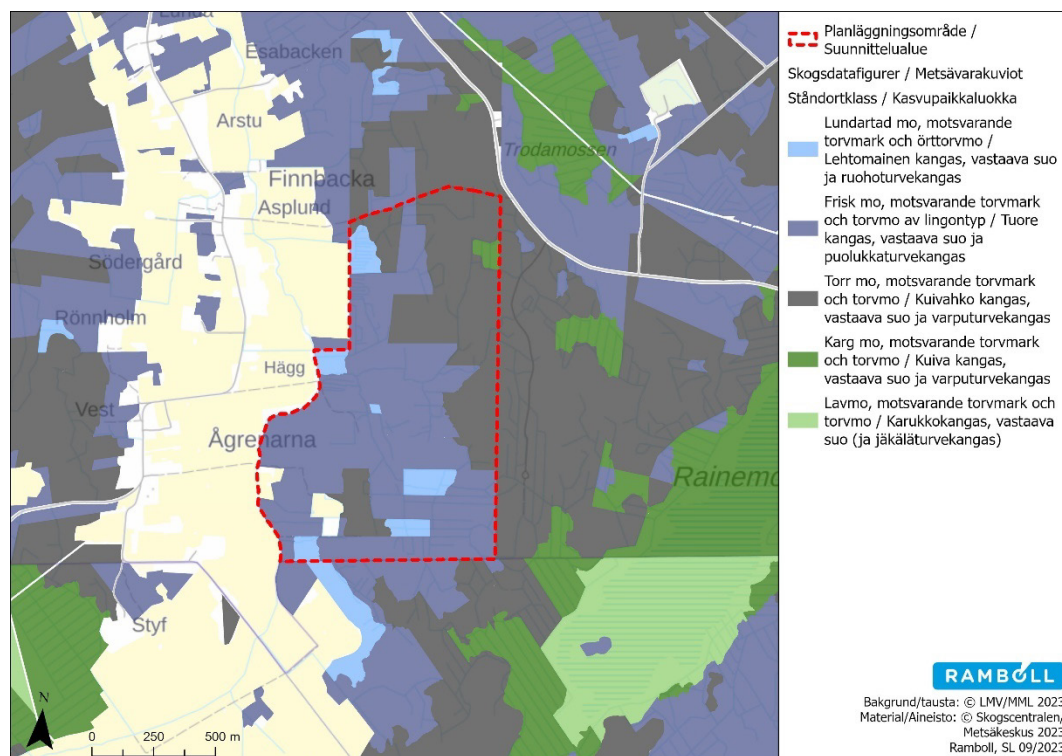 Lunda
Esabacken
Arstu
Finnbacka
Asplund
Trodamossen
Södergård
Rönnholm
Hägg
Vest
Ågrenarna
Styf
N
0 250 500 m
Planläggningsområde /
Suunnittelualue
Skogsdatafigurer / Metsävarakuviot
Ståndortklass / Kasvupaikkaluokka
Lundartad mo, motsvarande
torvmark och örttorvmo /
Lehtomainen kangas, vastaava suo
ja ruohoturvekangas
Frisk mo, motsvarande torvmark
och torvmo av lingontyp / Tuore
kangas, vastaava suo ja
puolukkaturvekangas
Torr mo, motsvarande torvmark
och torvmo / Kuivahko kangas,
vastaava suo ja varputurvekangas
Karg mo, motsvarande torvmark
och torvmo / Kuiva kangas,
vastaava suo ja varputurvekangas
Lavmo, motsvarande torvmark och
torvmo / Karukkokangas, vastaava
suo (ja jäkäläturvekangas)
RAMBOLL
Bakgrund/tausta: © LMV/MML 2023
Material/Aineisto: © Skogscentralen/
Metsäkeskus 2023
Ramboll, SL 09/2023